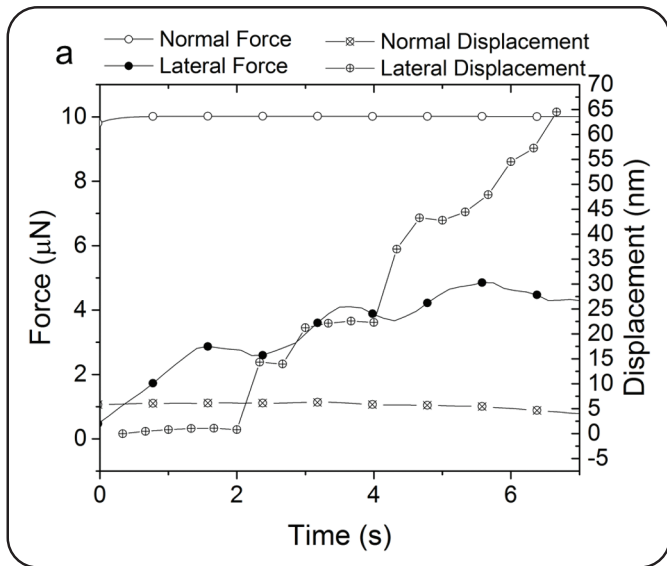 a
Normal Force
Normal Displacement
Lateral Force
Lateral Displacement
10
8
6
4
2
0
Force (μN)
70
65
60
55
50
45
40
35
30
25
20
15
10
5
0
-5
Displacement (nm)
0 2 4 6
Time (s)